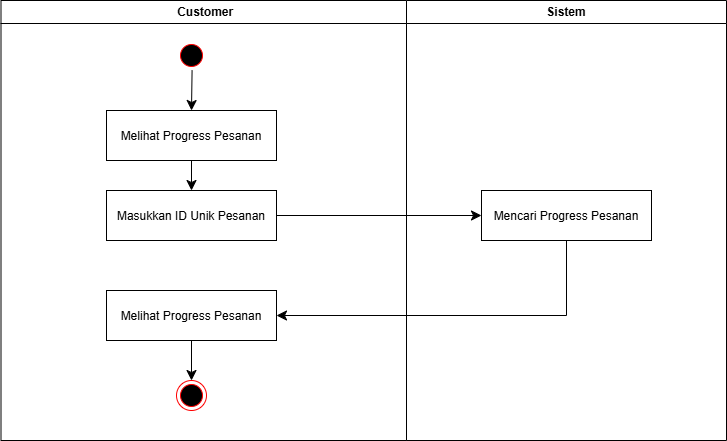 Customer
Sistem
Melihat Progress Pesanan
Masukkan ID Unik Pesanan
Mencari Progress Pesanan
Melihat Progress Pesanan